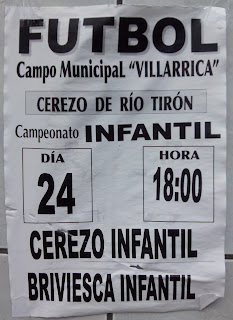 FUTBOL
Campo Municipal "VILLARRICA"
CEREZO DE RÍO TIRÓN
Campeonato INFANTIL
DÍA HORA
24 18:00
CEREZO INFANTIL
BRIVIESCA INFANTIL